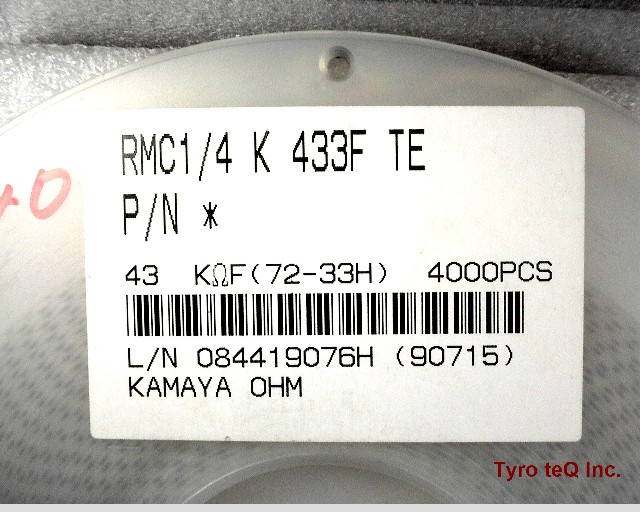 RMC1/4 K 433F TE
P/N *
43 KΩF(72-33H) 4000PCS
L/N 084419076H (90715)
KAMAYA OHM
Tyro teQ Inc.